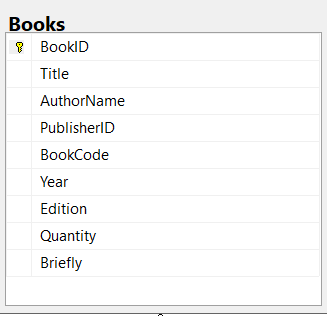 Books
BookID
Title
AuthorName
PublisherID
BookCode
Year
Edition
Quantity
Briefly